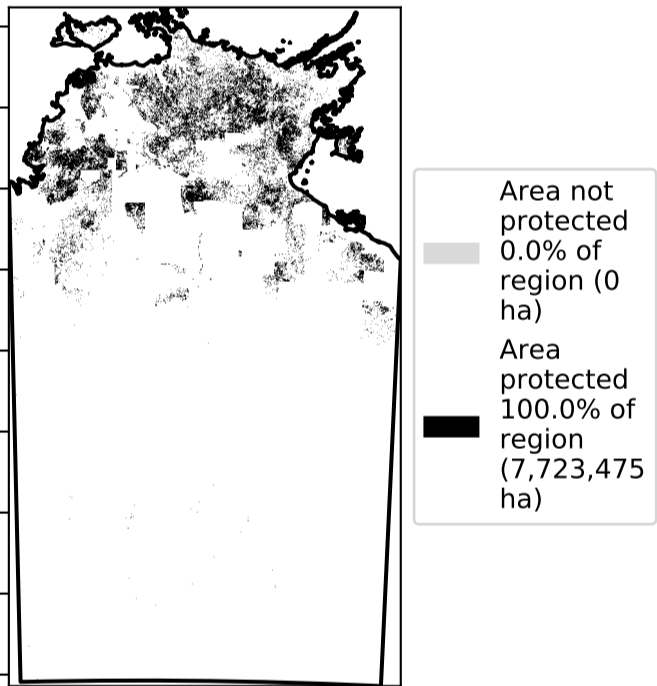 Area not
protected
0.0% of
region (0
ha)
Area
protected
100.0% of
region
(7,723,475
ha)